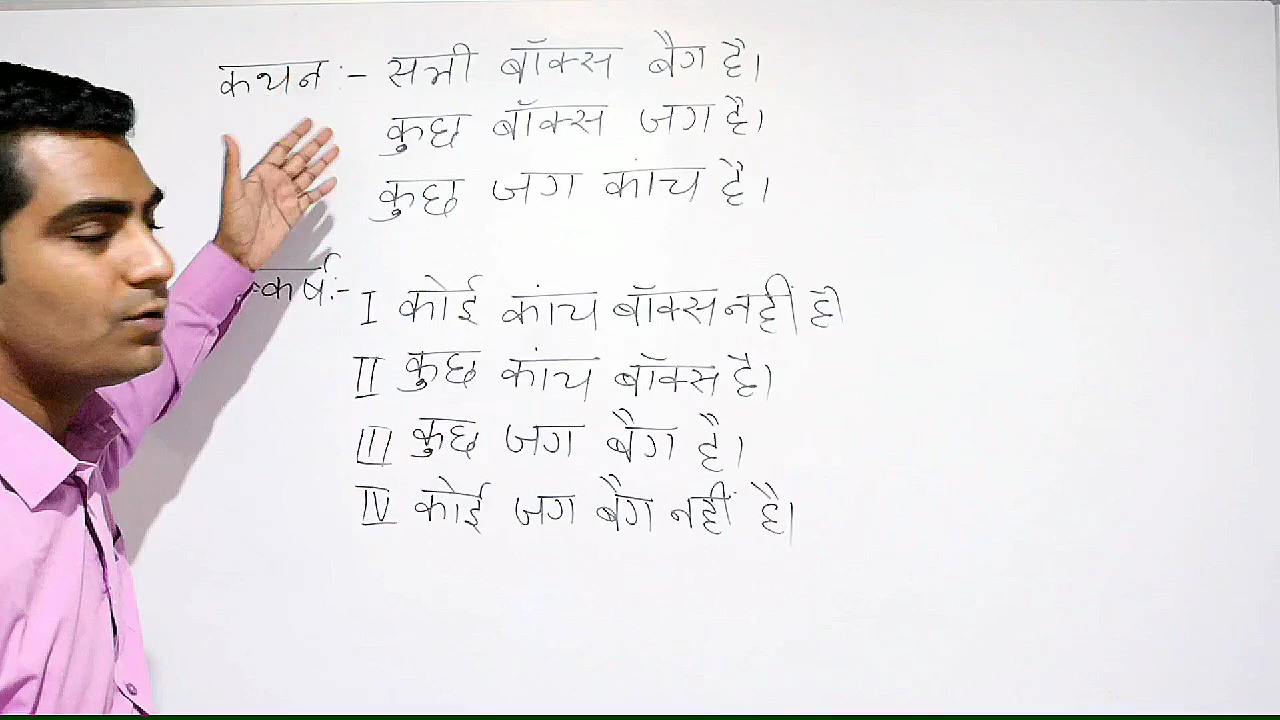 कथन :- सभी बॉक्स बैग है।
कुछ बॉक्स जग है।
कुछ जग कांच है।
कर्ष :-
I कोई कांच बॉक्स नहीं है
II कुछ कांच बॉक्स है।
III कुछ जग बैग है।
IV कोई जग बैग नहीं है।